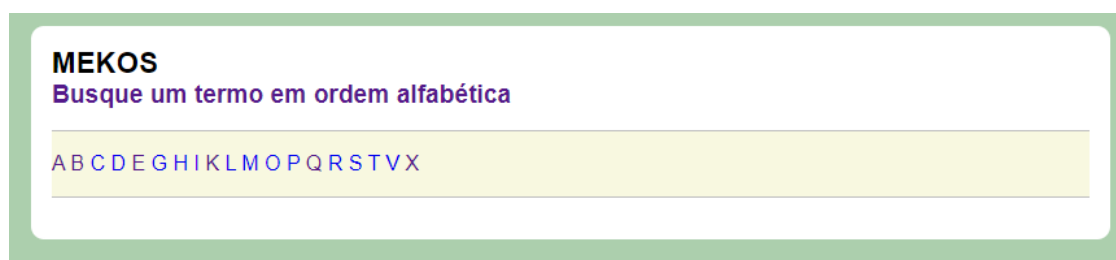 MEKOS
Busque um termo em ordem alfabética
A B C D E G H I K L M O P Q R S T V X